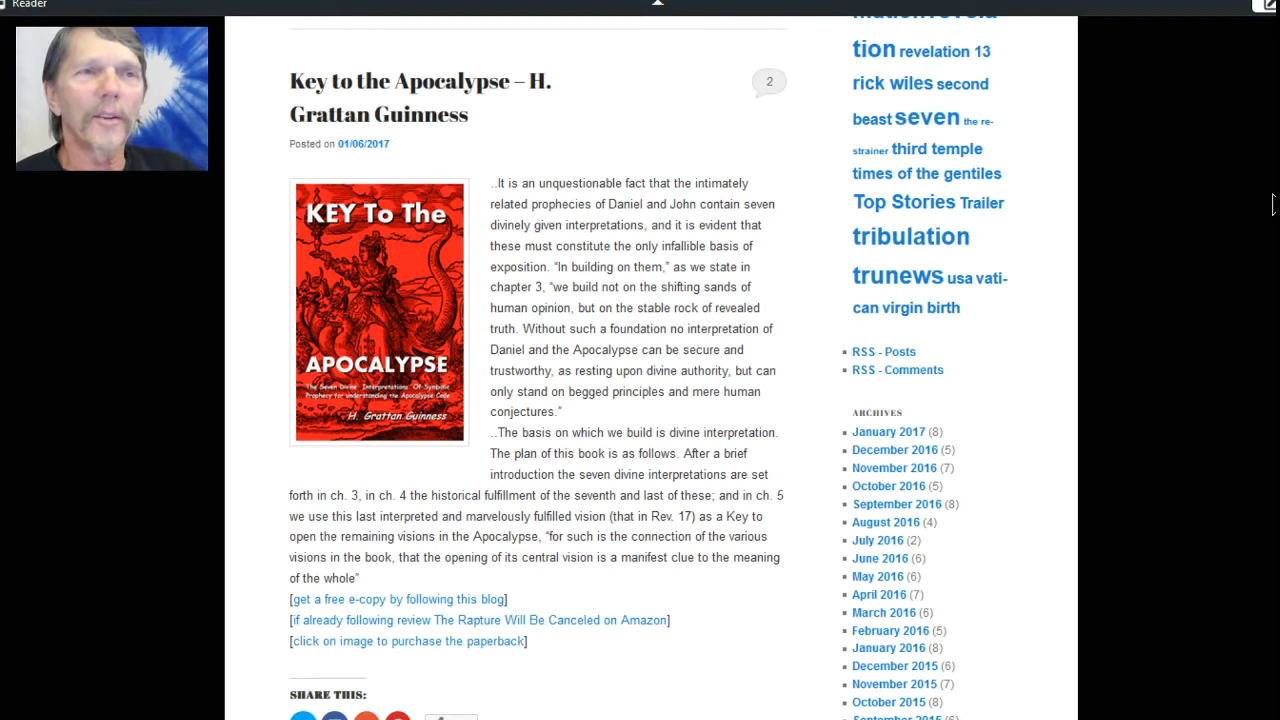 Reader
Key to the Apocalypse – H.
Grattan Guinness
2
Posted on 01/06/2017
KEY To The
APOCALYPSE
The Seven Divine Interpretations Of Symbolic
Prophecy for understanding the Apocalypse Code
H. Grattan Guinness
..It is an unquestionable fact that the intimately
related prophecies of Daniel and John contain seven
divinely given interpretations, and it is evident that
these must constitute the only infallible basis of
exposition. “In building on them,” as we state in
chapter 3, “we build not on the shifting sands of
human opinion, but on the stable rock of revealed
truth. Without such a foundation no interpretation of
Daniel and the Apocalypse can be secure and
trustworthy, as resting upon divine authority, but can
only stand on begged principles and mere human
conjectures.”
..The basis on which we build is divine interpretation.
The plan of this book is as follows. After a brief
introduction the seven divine interpretations are set
forth in ch. 3, in ch. 4 the historical fulfillment of the seventh and last of these; and in ch. 5
we use this last interpreted and marvelously fulfilled vision (that in Rev. 17) as a Key to
open the remaining visions in the Apocalypse, “for such is the connection of the various
visions in the book, that the opening of its central vision is a manifest clue to the meaning
of the whole”
[get a free e-copy by following this blog]
[if already following review The Rapture Will Be Canceled on Amazon]
[click on image to purchase the paperback]
SHARE THIS:
tion revelation 13
rick wiles second
beast seven the re-
strainer third temple
times of the gentiles
Top Stories Trailer
tribulation
trunews usa vati-
can virgin birth
RSS - Posts
RSS - Comments
ARCHIVES
January 2017 (8)
December 2016 (5)
November 2016 (7)
October 2016 (5)
September 2016 (8)
August 2016 (4)
July 2016 (2)
June 2016 (6)
May 2016 (6)
April 2016 (7)
March 2016 (6)
February 2016 (5)
January 2016 (8)
December 2015 (6)
November 2015 (7)
October 2015 (8)
September 2015 (6)